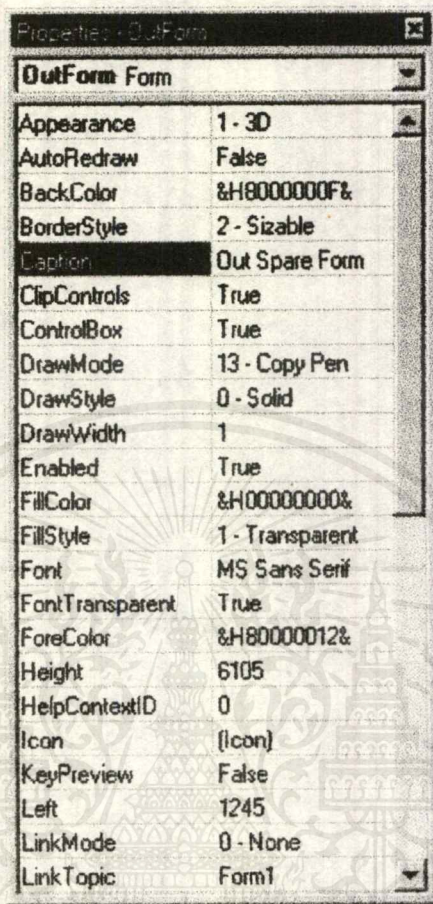 Properties - OutForm
OutForm Form
Appearance 1 - 3D
AutoRedraw False
BackColor &H8000000F&
BorderStyle 2 - Sizable
Caption Out Spare Form
ClipControls True
ControlBox True
DrawMode 13 - Copy Pen
DrawStyle 0 - Solid
DrawWidth 1
Enabled True
FillColor &H00000000&
FillStyle 1 - Transparent
Font MS Sans Serif
FontTransparent True
ForeColor &H80000012&
Height 6105
HelpContextID 0
Icon (Icon)
KeyPreview False
Left 1245
LinkMode 0 - None
LinkTopic Form1